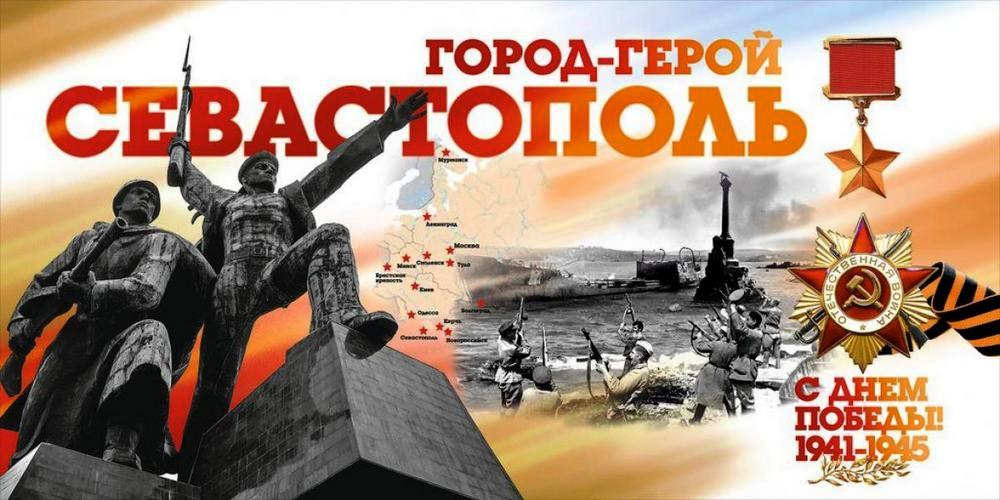 ГОРОД-ГЕРОЙ
СЕВАСТОПОЛЬ
Мурманск
Ленинград
Москва
Минск
Смоленск
Тула
Брестская
крепость
Киев
Волгоград
Одесса
Керчь
Севастополь
Новороссийск
ОТЕЧЕСТВЕННАЯ ВОЙНА
С ДНЕМ
ПОБЕДЫ!
1941-1945